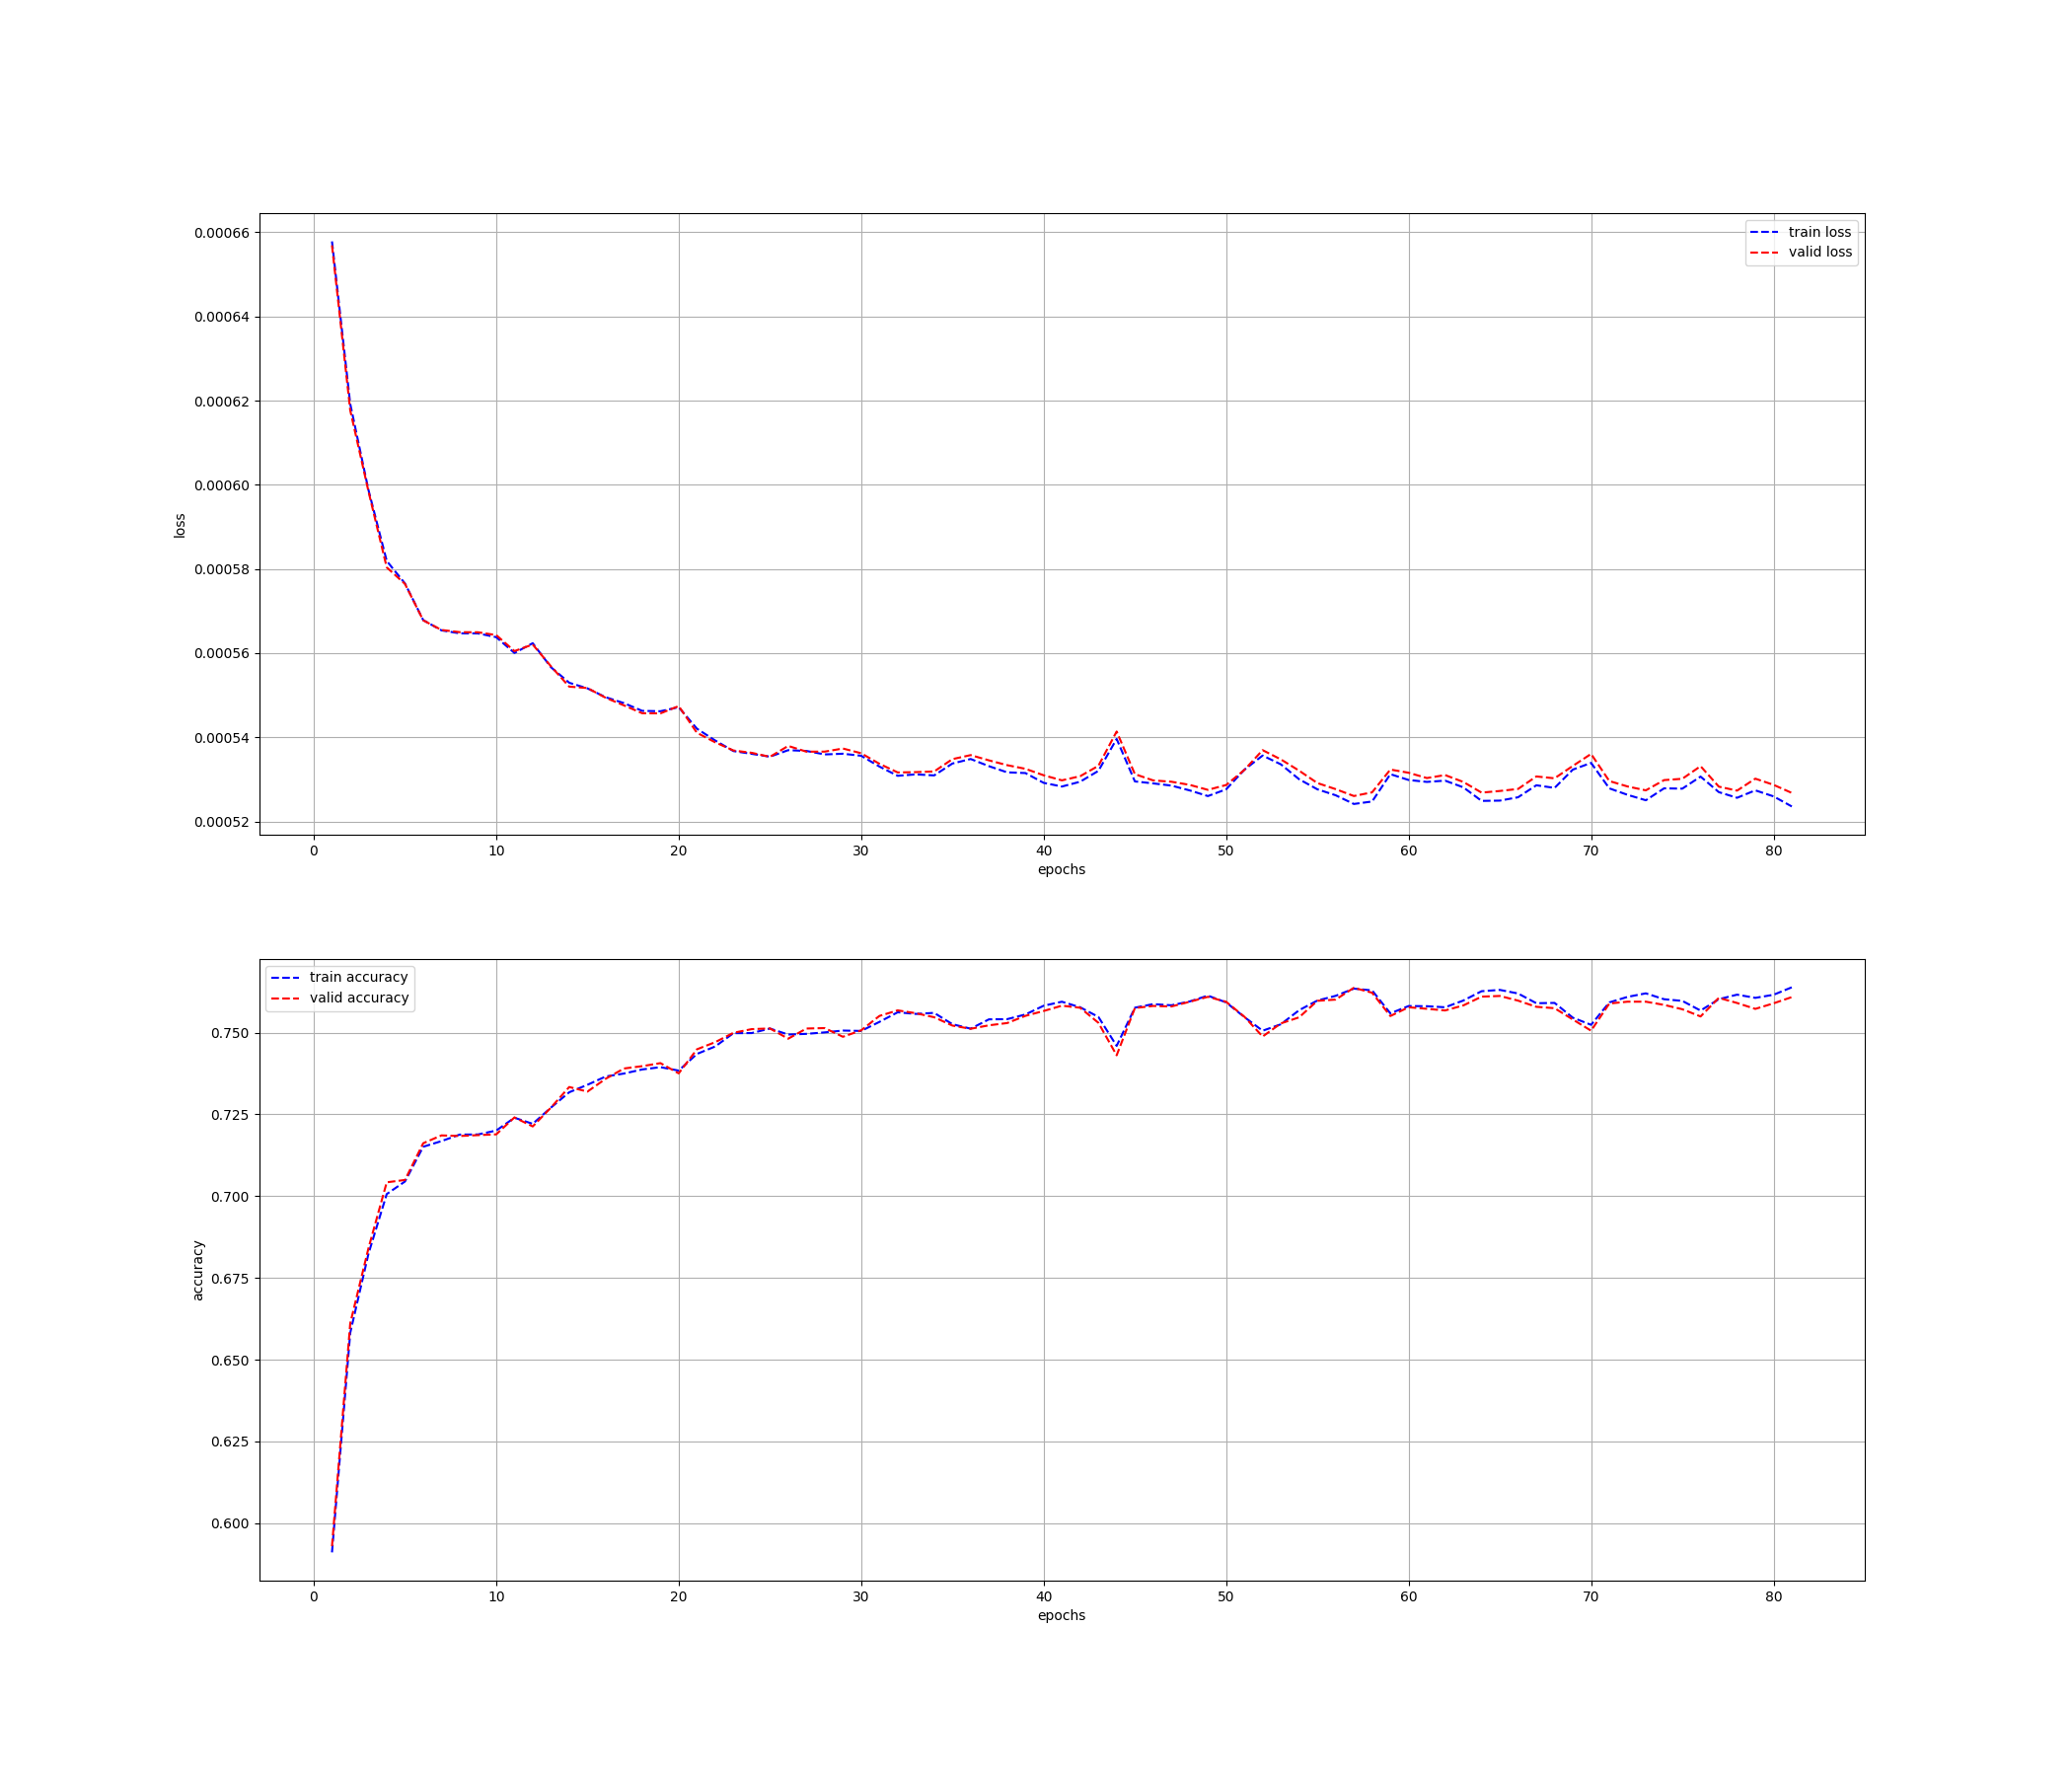 0.00066
0.00064
0.00062
0.00060
0.00058
0.00056
0.00054
0.00052
loss
train loss
valid loss
0 10 20 30 40 50 60 70 80
epochs
train accuracy
valid accuracy
0.750
0.725
0.700
0.675
0.650
0.625
0.600
accuracy
0 10 20 30 40 50 60 70 80
epochs